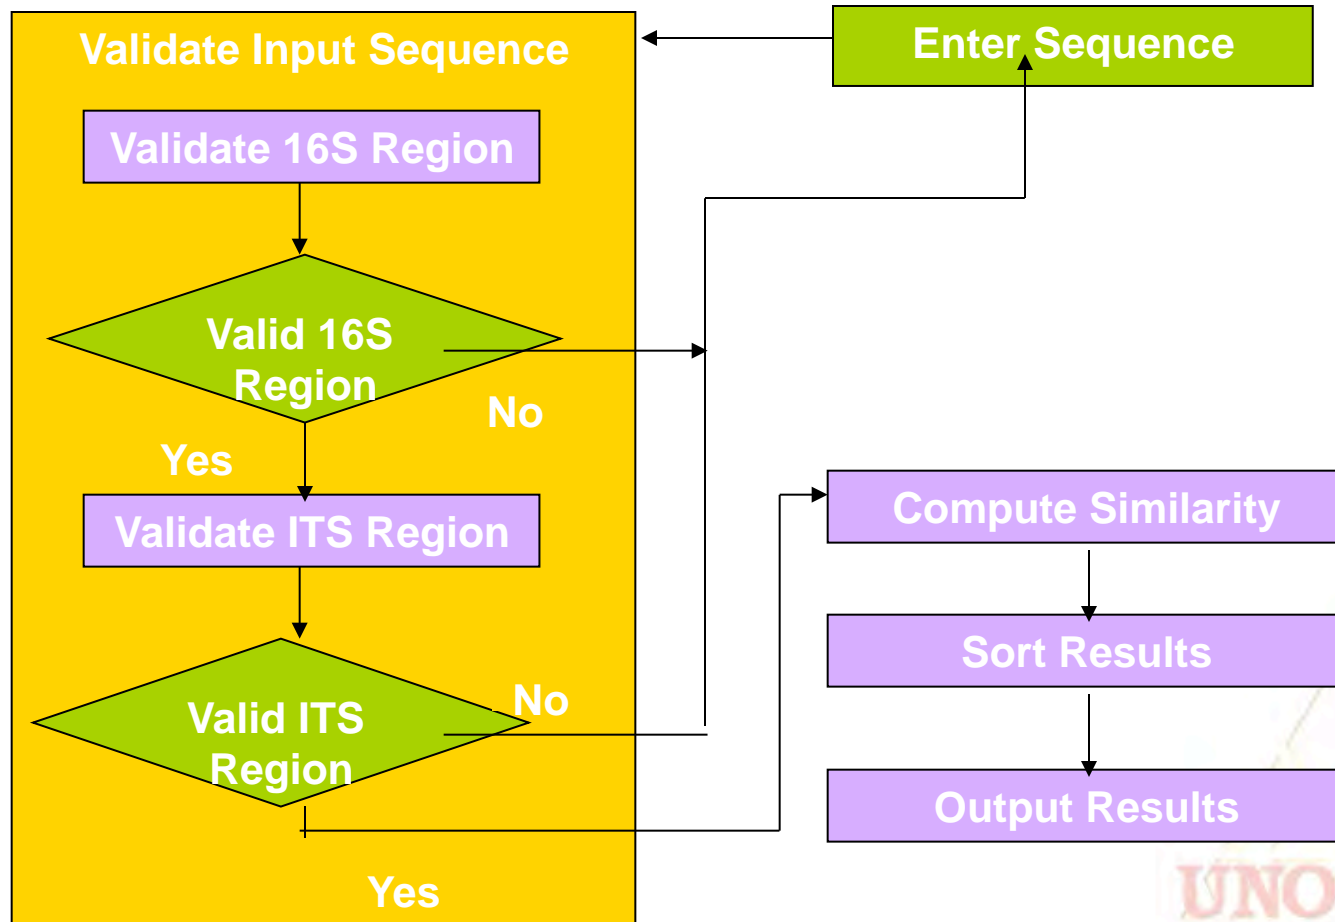 Validate Input Sequence
Enter Sequence
Validate 16S Region
Valid 16S
Region
No
Yes
Validate ITS Region
Valid ITS
Region
No
Yes
Compute Similarity
Sort Results
Output Results
UNO